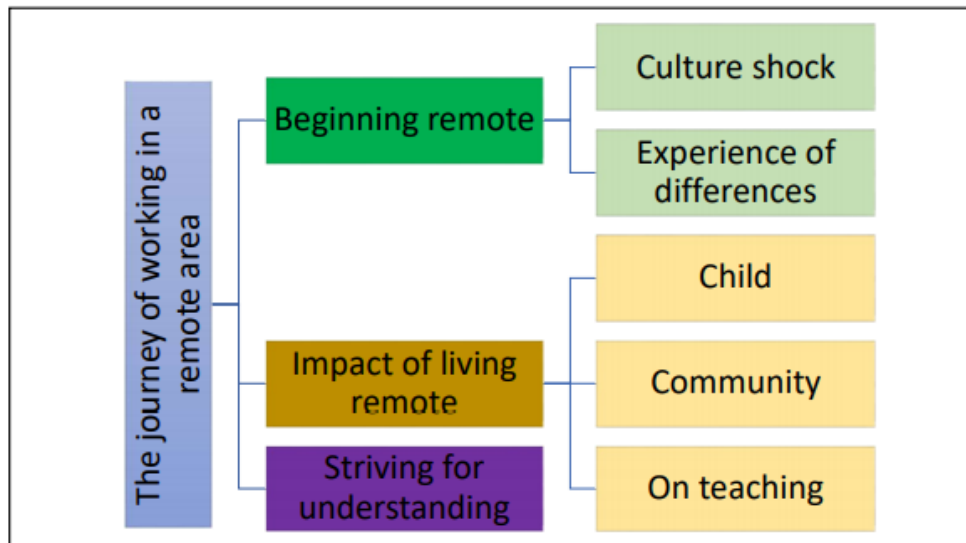 The journey of working in a
remote area
Beginning remote
Culture shock
Experience of
differences
Impact of living
remote
Child
Community
On teaching
Striving for
understanding